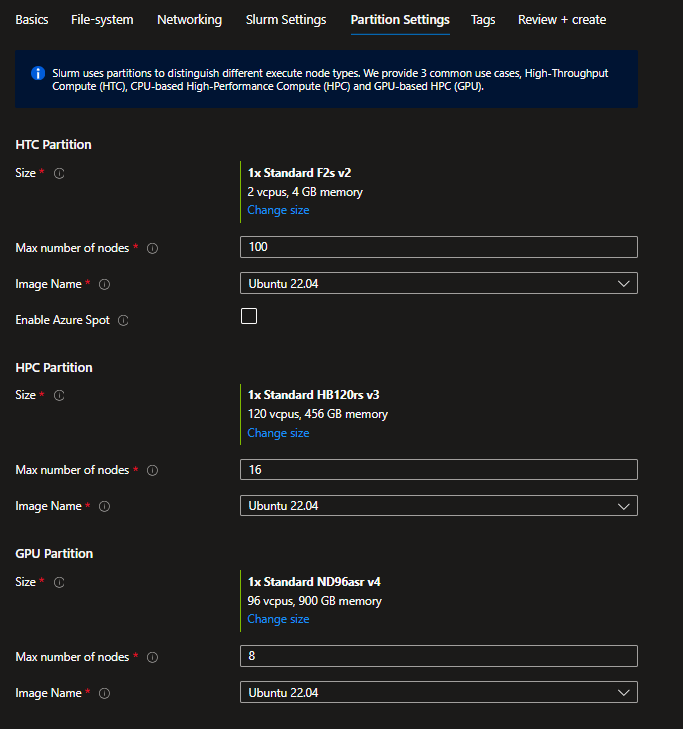 Basics File-system Networking Slurm Settings Partition Settings Tags Review + create
Slurm uses partitions to distinguish different execute node types. We provide 3 common use cases, High-Throughput
Compute (HTC), CPU-based High-Performance Compute (HPC) and GPU-based HPC (GPU).
HTC Partition
Size *
1x Standard F2s v2
2 vcpus, 4 GB memory
Change size
Max number of nodes * 100
Image Name * Ubuntu 22.04
Enable Azure Spot
HPC Partition
Size *
1x Standard HB120rs v3
120 vcpus, 456 GB memory
Change size
Max number of nodes * 16
Image Name * Ubuntu 22.04
GPU Partition
Size *
1x Standard ND96asr v4
96 vcpus, 900 GB memory
Change size
Max number of nodes * 8
Image Name * Ubuntu 22.04